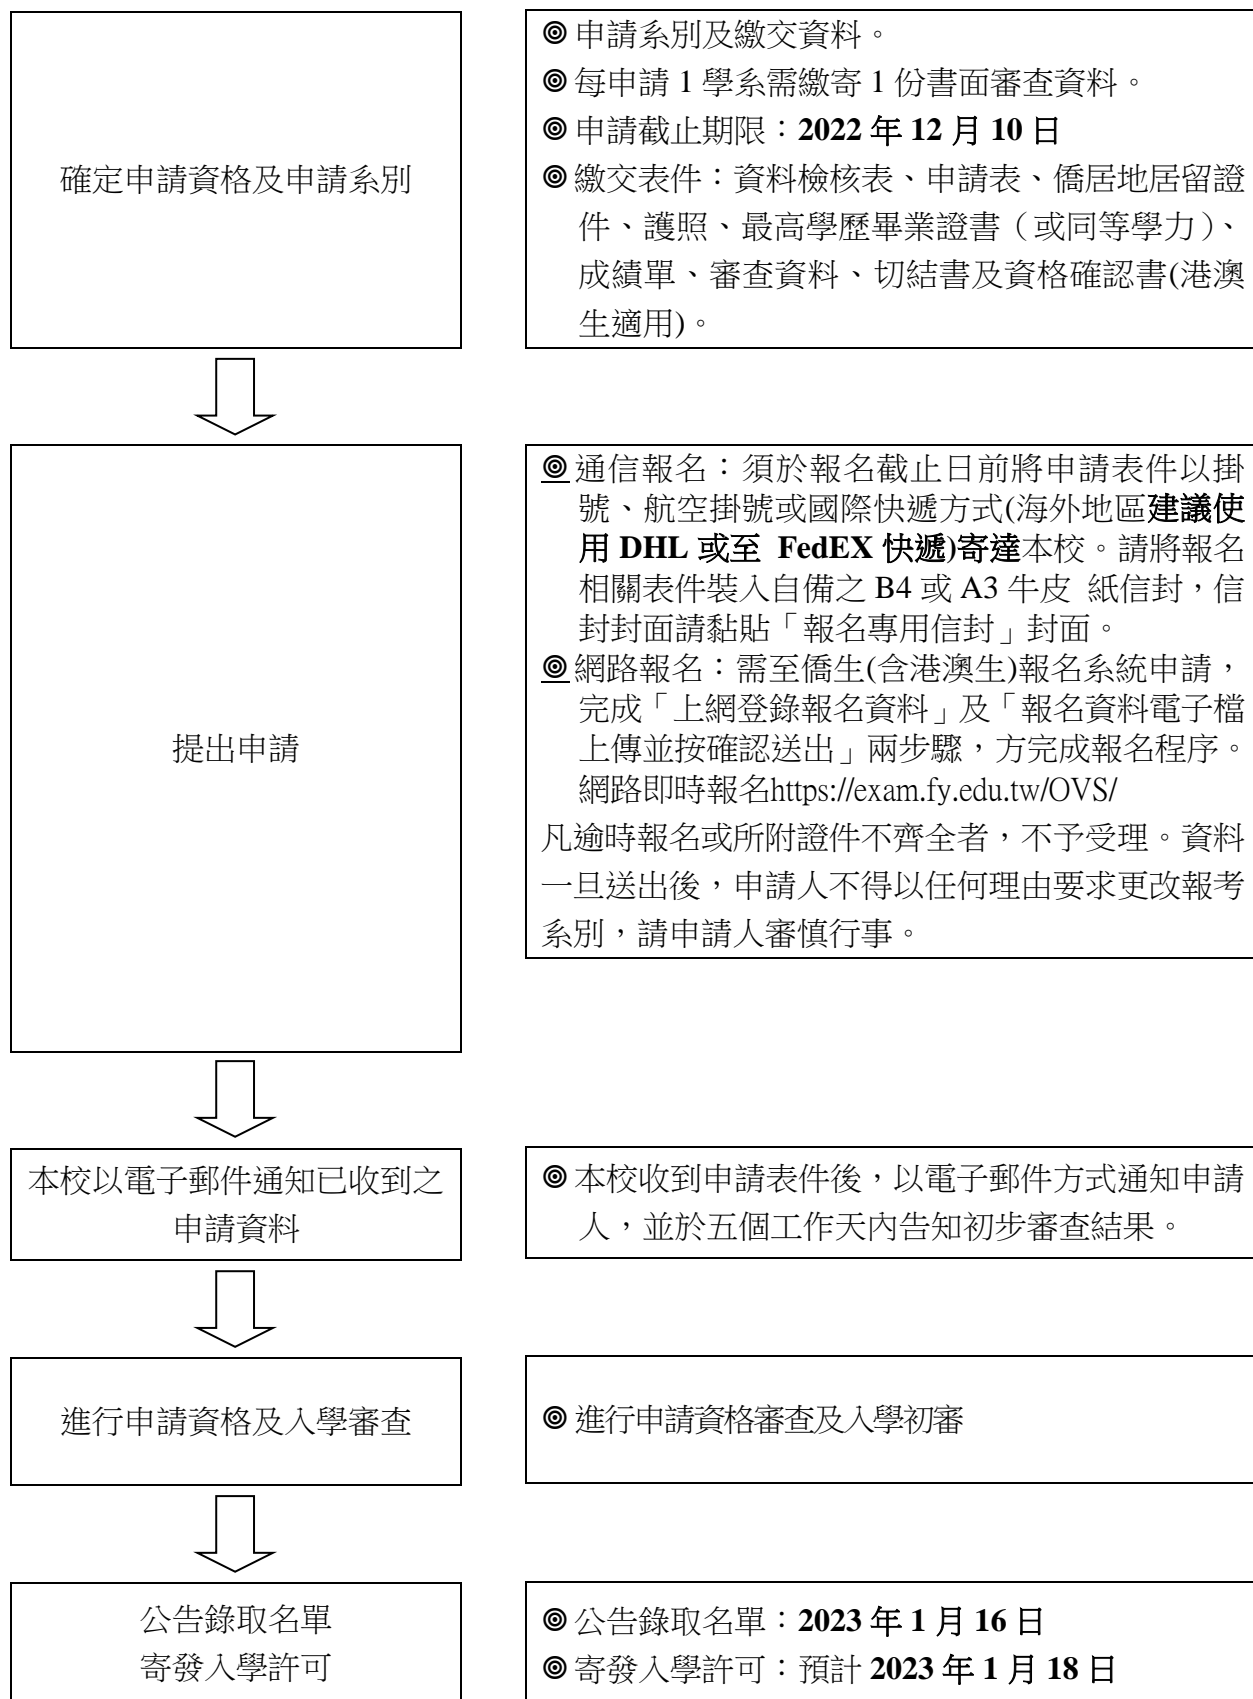 確定申請資格及申請系別
◎申請系別及繳交資料。
◎每申請 1 學系需繳寄 1 份書面審查資料。
◎申請截止期限：2022 年 12 月 10 日
◎繳交表件：資料檢核表、申請表、僑居地居留證
件、護照、最高學歷畢業證書（或同等學力）、
成績單、審查資料、切結書及資格確認書(港澳
生適用)。
提出申請
◎通信報名：須於報名截止日前將申請表件以掛
號、航空掛號或國際快遞方式(海外地區建議使
用 DHL 或至 FedEX 快遞)寄達本校。請將報名
相關表件裝入自備之 B4 或 A3 牛皮 紙信封，信
封封面請黏貼「報名專用信封」封面。
◎網路報名：需至僑生(含港澳生)報名系統申請，
完成「上網登錄報名資料」及「報名資料電子檔
上傳並按確認送出」兩步驟，方完成報名程序。
網路即時報名https://exam.fy.edu.tw/OVS/
凡逾時報名或所附證件不齊全者，不予受理。資料
一旦送出後，申請人不得以任何理由要求更改報考
系別，請申請人審慎行事。
本校以電子郵件通知已收到之
申請資料
◎本校收到申請表件後，以電子郵件方式通知申請
人，並於五個工作天內告知初步審查結果。
進行申請資格及入學審查
◎進行申請資格審查及入學初審
公告錄取名單
寄發入學許可
◎公告錄取名單：2023 年 1 月 16 日
◎寄發入學許可：預計 2023 年 1 月 18 日